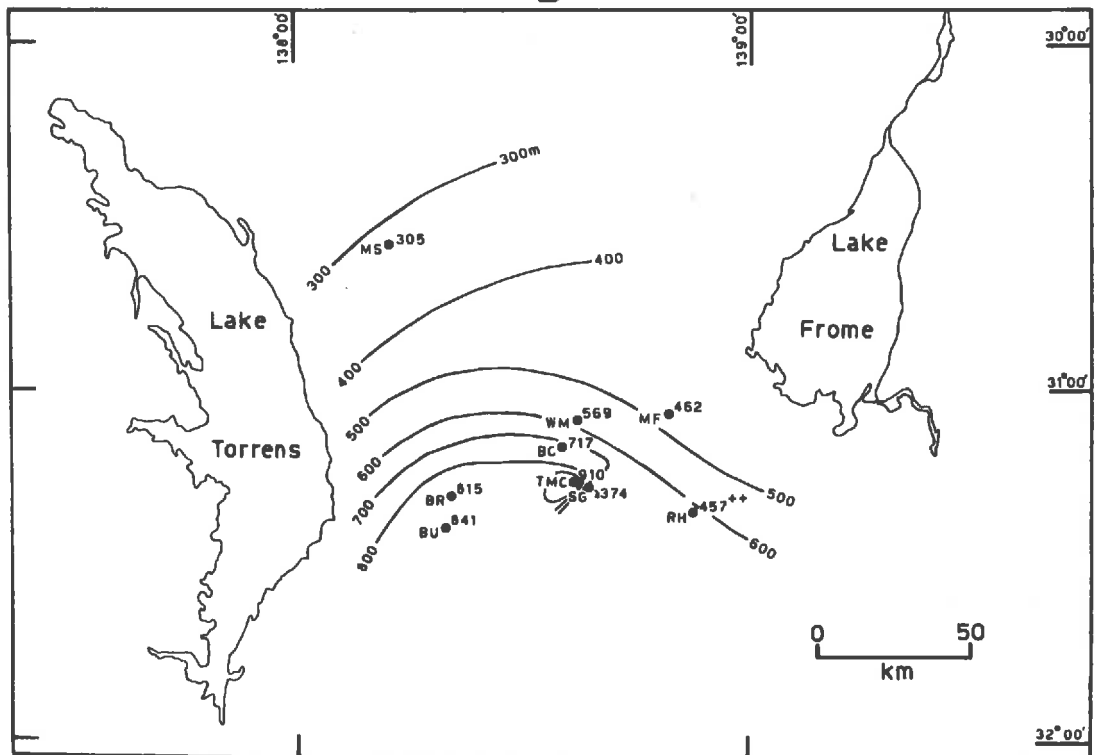 138°00'
139°00'
30°00'
300m
MS 305
300
400
400
Lake
Torrens
Lake
Frome
31°00'
500
WM 569
MF 462
600
BC 717
700
TMC 910
SG 374
BR 815
BU 841
800
RH 457++
500
600
0 50
km
32°00'